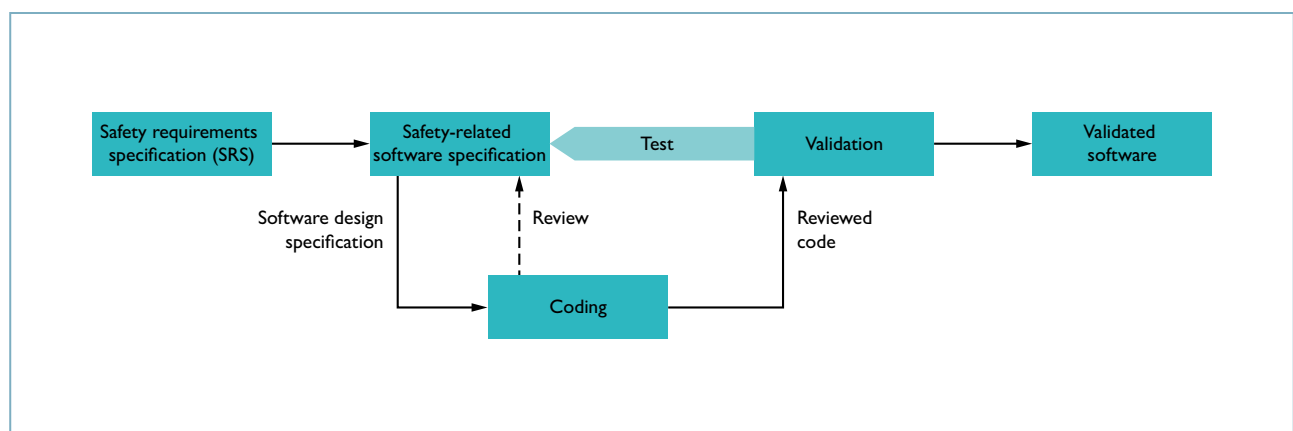 Safety requirements
specification (SRS)
Safety-related
software specification
Test
Validation
Validated
software
Software design
specification
Review
Reviewed
code
Coding